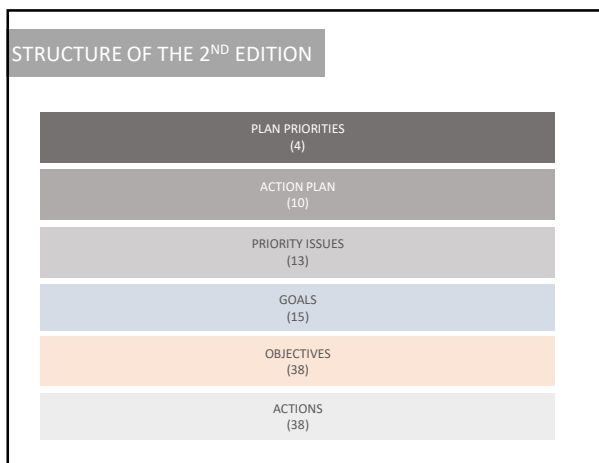 STRUCTURE OF THE 2ND EDITION
PLAN PRIORITIES
(4)
ACTION PLAN
(10)
PRIORITY ISSUES
(13)
GOALS
(15)
OBJECTIVES
(38)
ACTIONS
(38)